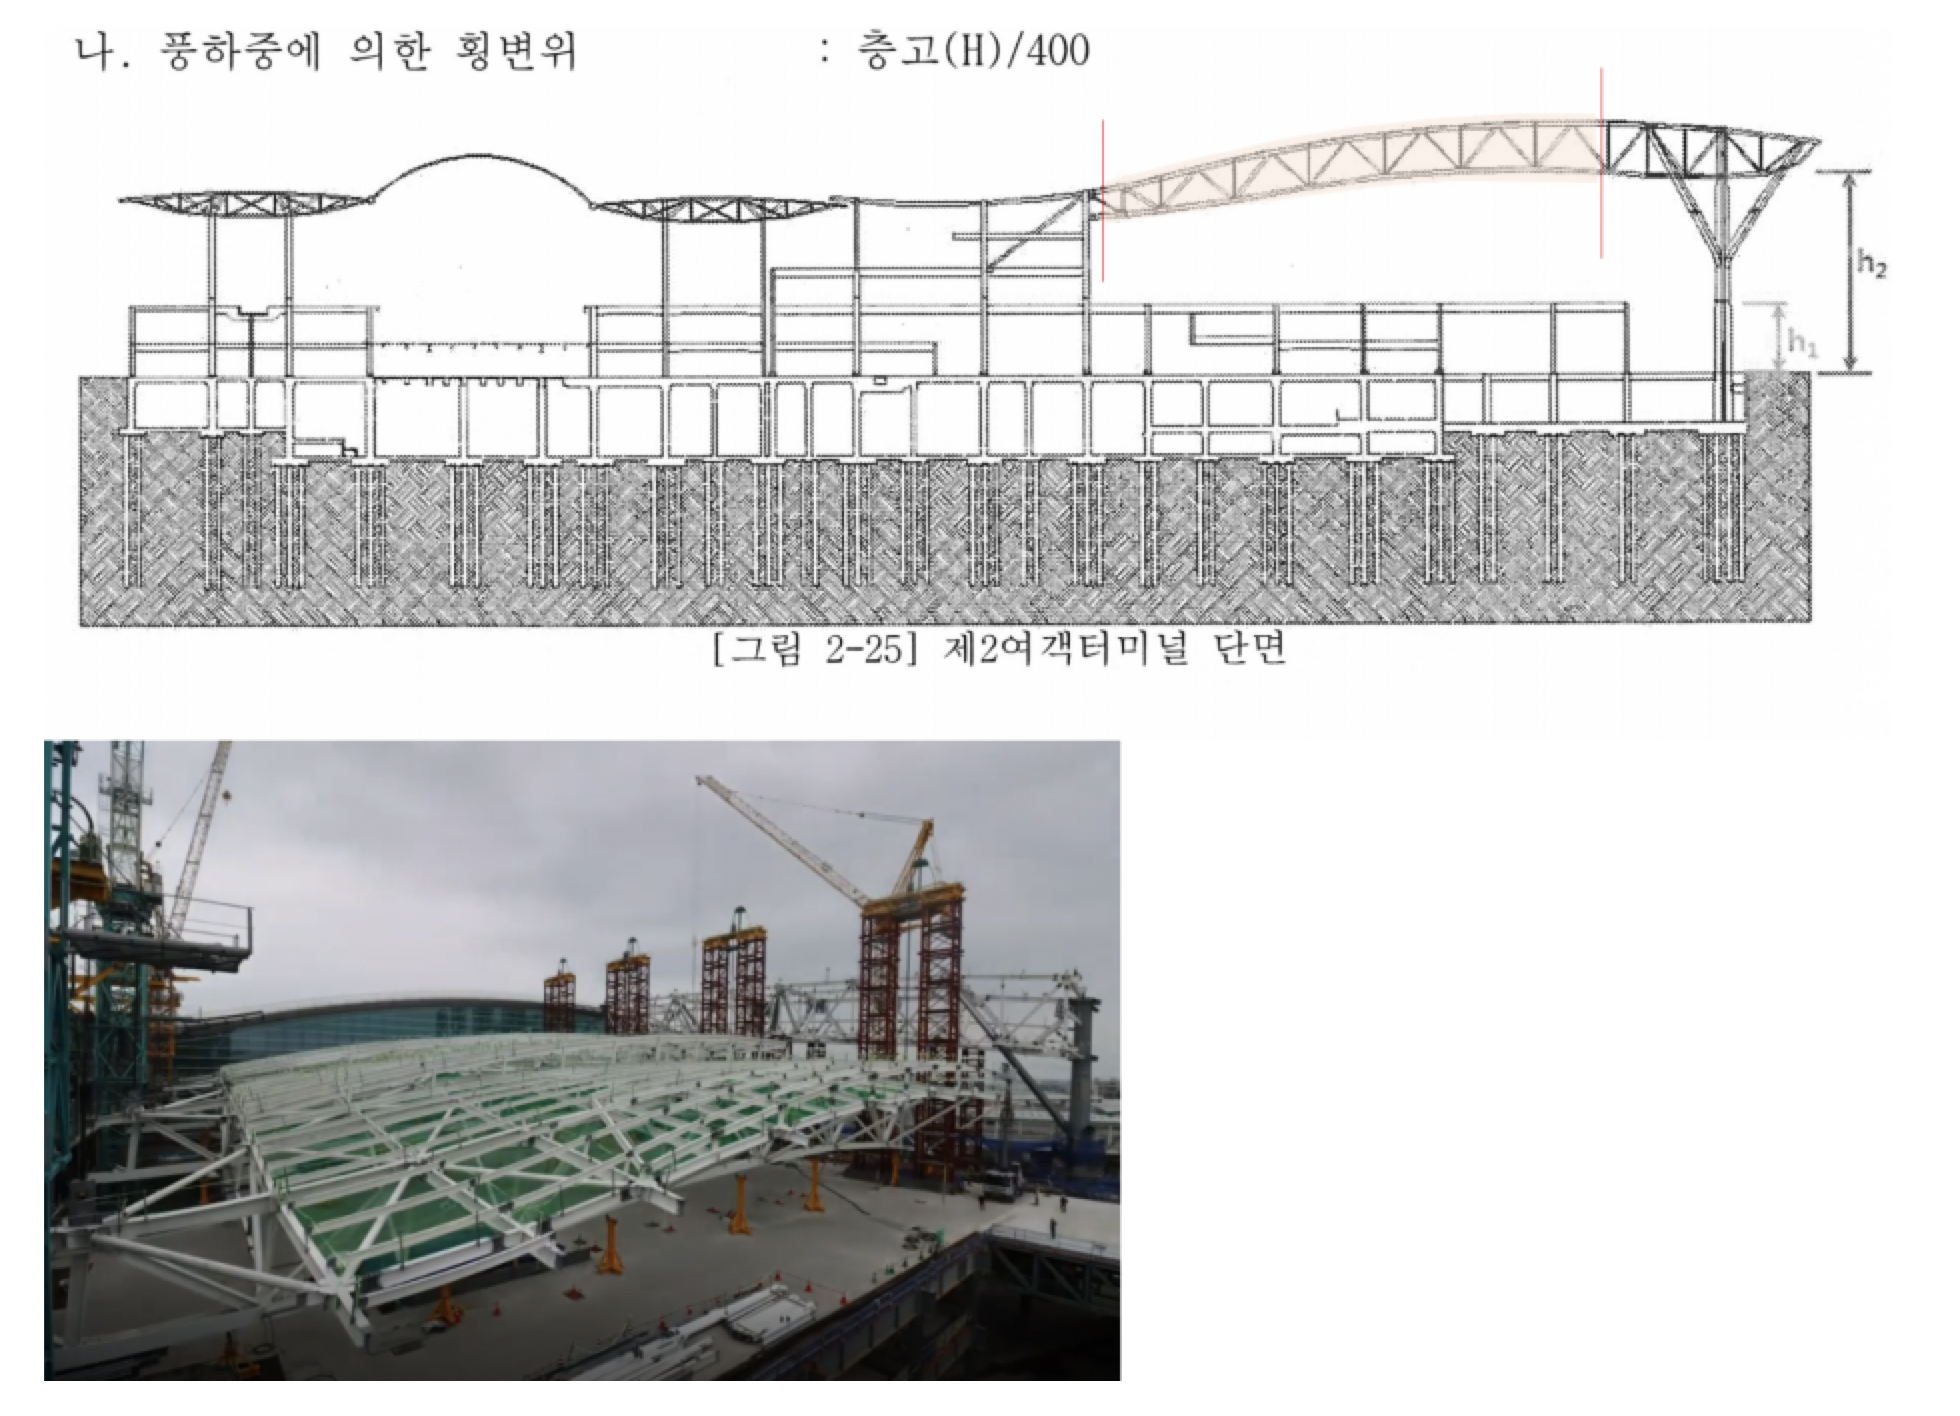 나. 풍하중에 의한 횡변위 : 층고(H)/400
h₂
h₁
[그림 2-25] 제2여객터미널 단면